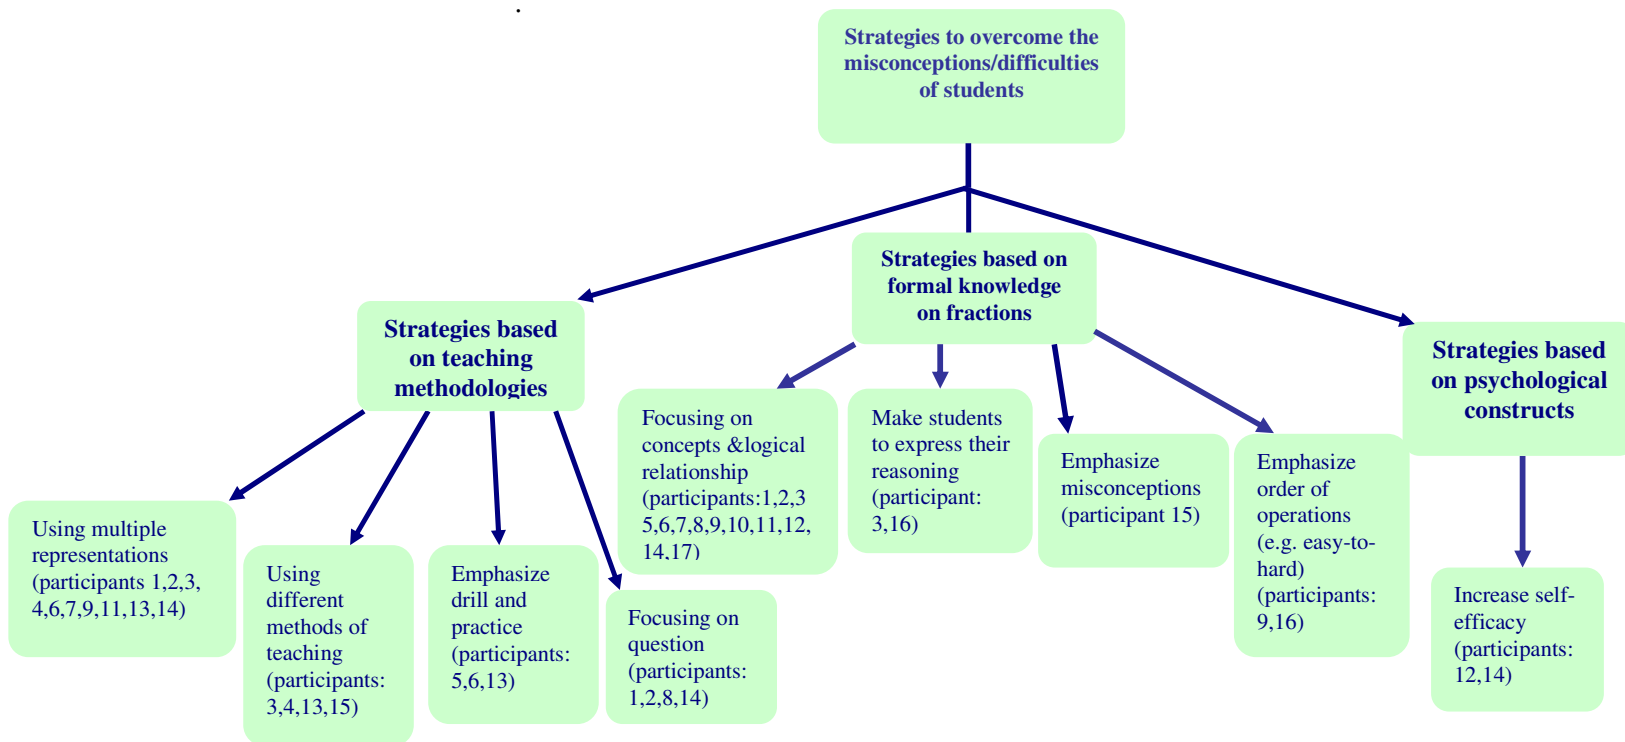 Strategies to overcome the
misconceptions/difficulties
of students
Strategies based on
formal knowledge
on fractions
Strategies based
on teaching
methodologies
Strategies based
on psychological
constructs
Using multiple
representations
(participants 1,2,3,
4,6,7,9,11,13,14)
Using
different
methods of
teaching
(participants:
3,4,13,15)
Emphasize
drill and
practice
(participants:
5,6,13)
Focusing on
question
(participants:
1,2,8,14)
Focusing on
concepts &logical
relationship
(participants:1,2,3
5,6,7,8,9,10,11,12,
14,17)
Make students
to express their
reasoning
(participant:
3,16)
Emphasize
misconceptions
(participant 15)
Emphasize
order of
operations
(e.g. easy-to-
hard)
(participants:
9,16)
Increase self-
efficacy
(participants:
12,14)